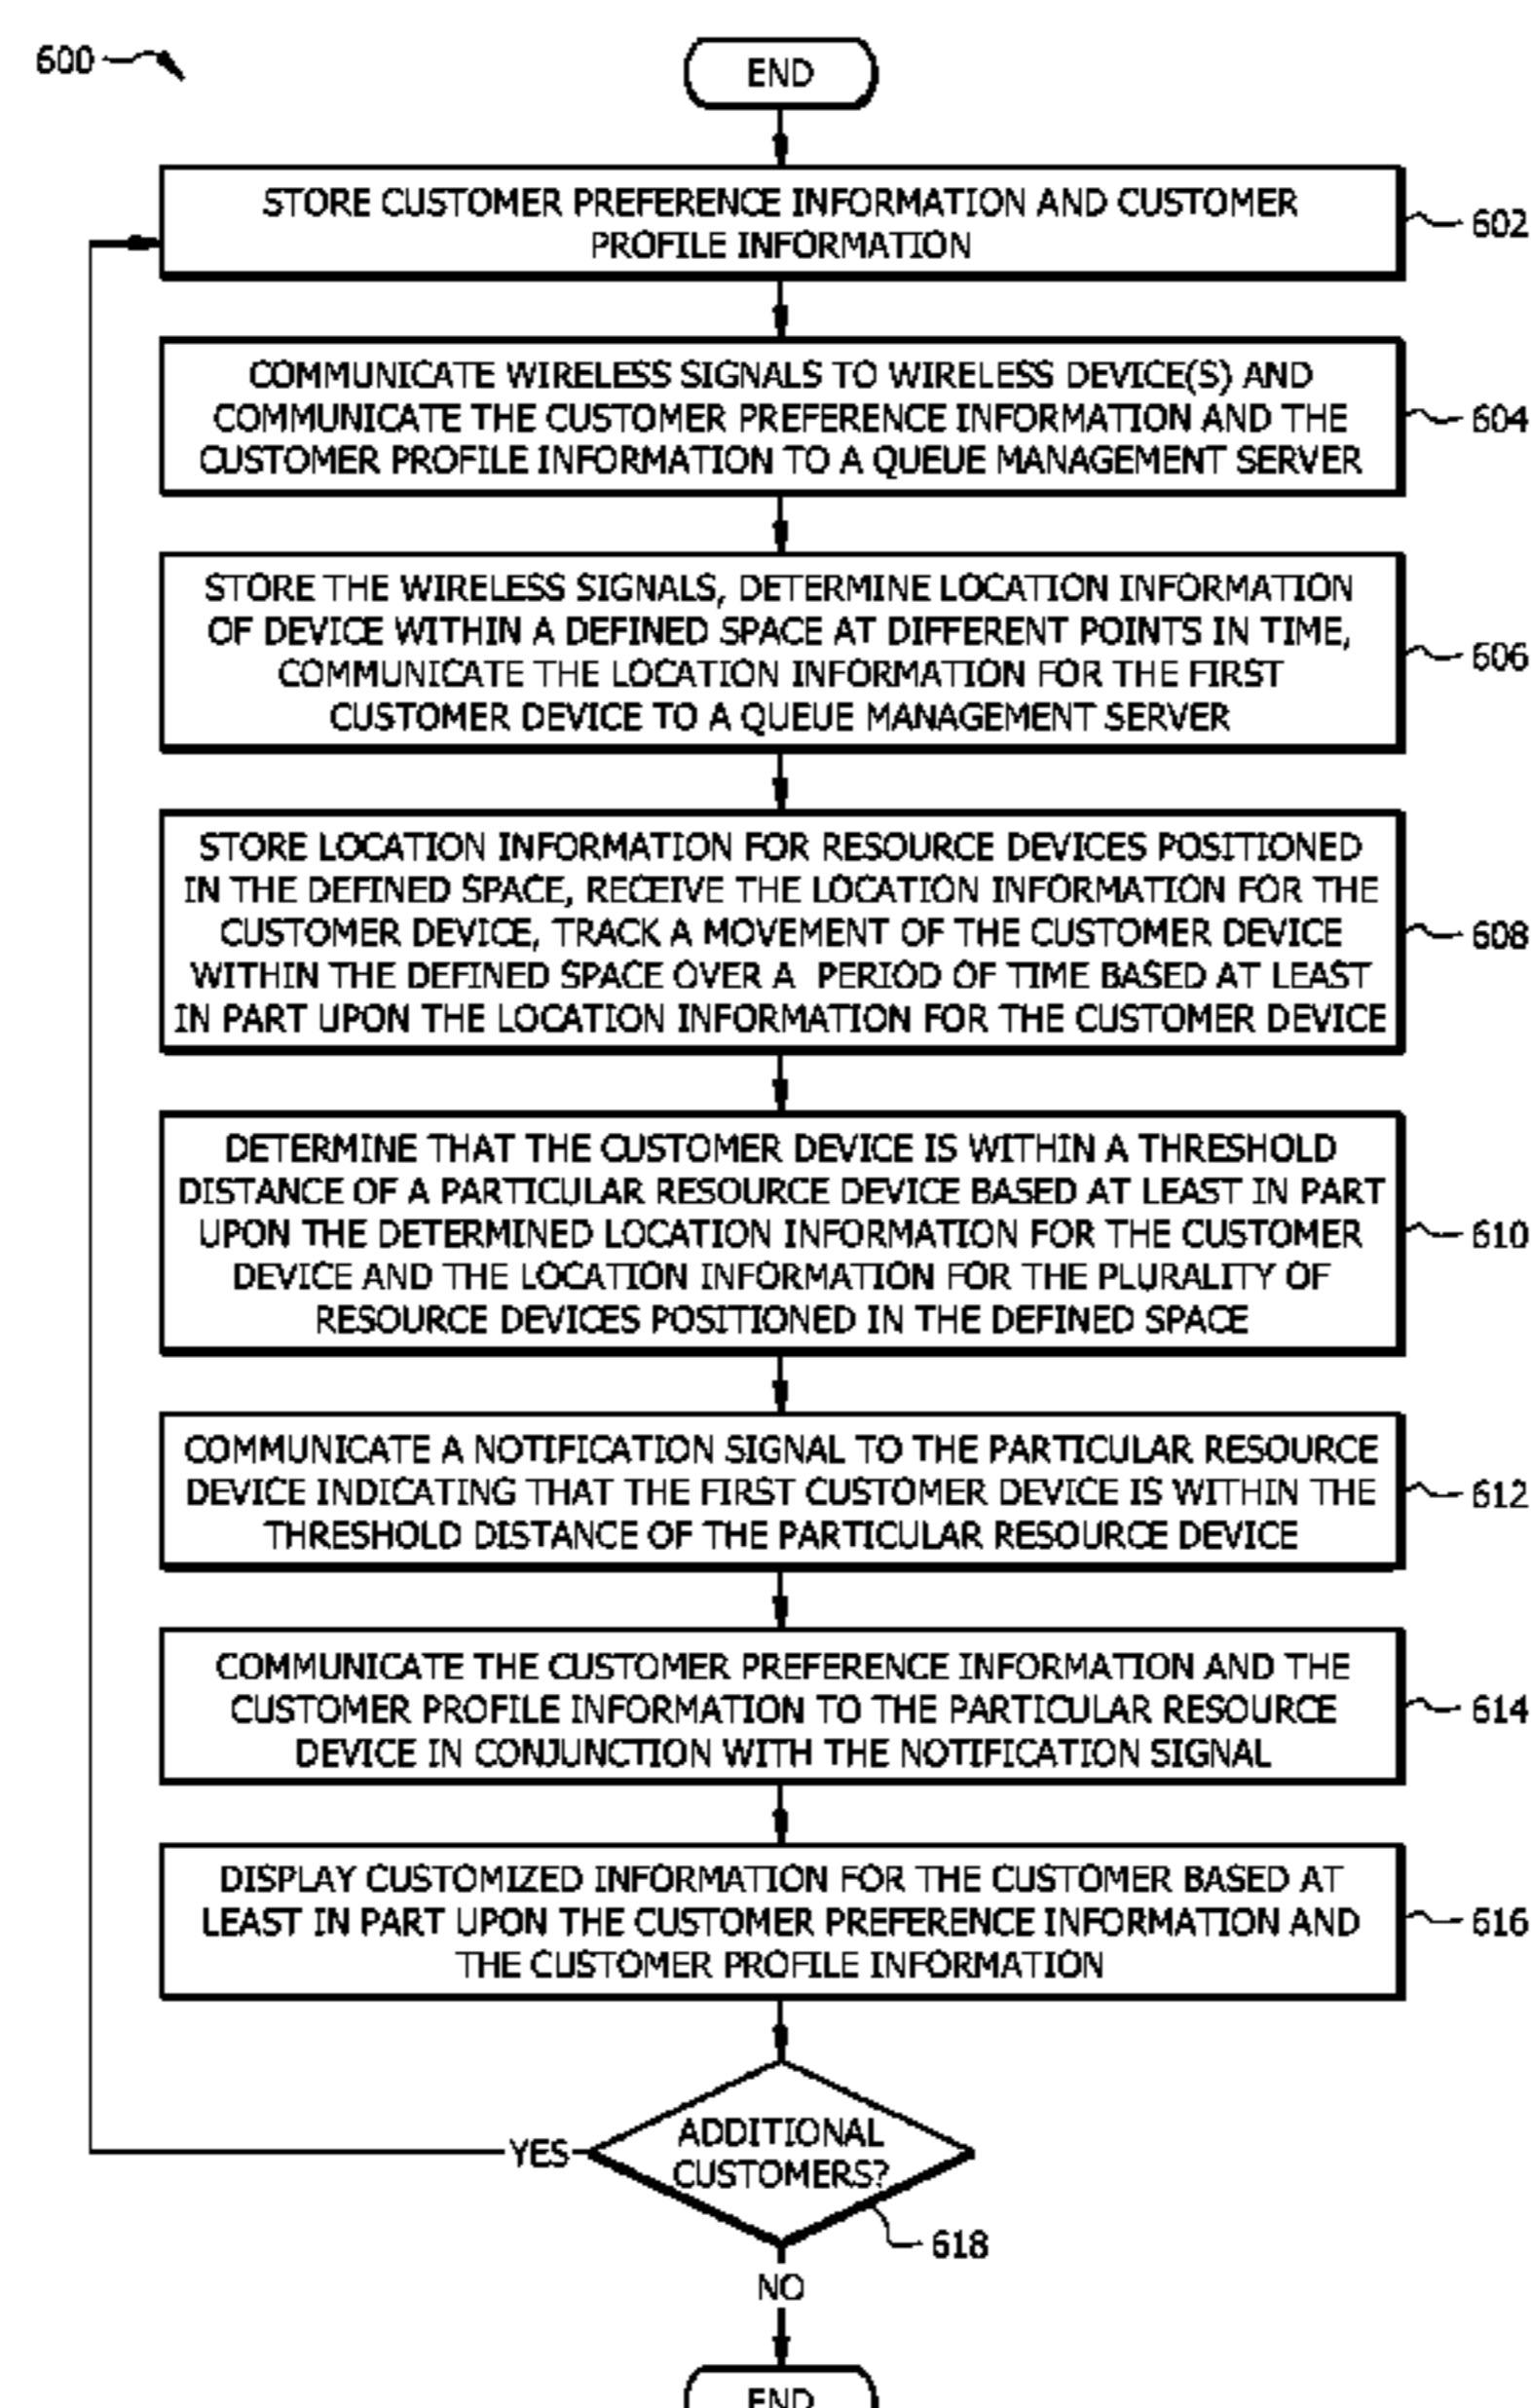 600
END
STORE CUSTOMER PREFERENCE INFORMATION AND CUSTOMER
PROFILE INFORMATION
602
COMMUNICATE WIRELESS SIGNALS TO WIRELESS DEVICE(S) AND
COMMUNICATE THE CUSTOMER PREFERENCE INFORMATION AND THE
CUSTOMER PROFILE INFORMATION TO A QUEUE MANAGEMENT SERVER
604
STORE THE WIRELESS SIGNALS, DETERMINE LOCATION INFORMATION
OF DEVICE WITHIN A DEFINED SPACE AT DIFFERENT POINTS IN TIME,
COMMUNICATE THE LOCATION INFORMATION FOR THE FIRST
CUSTOMER DEVICE TO A QUEUE MANAGEMENT SERVER
606
STORE LOCATION INFORMATION FOR RESOURCE DEVICES POSITIONED
IN THE DEFINED SPACE, RECEIVE THE LOCATION INFORMATION FOR THE
CUSTOMER DEVICE, TRACK A MOVEMENT OF THE CUSTOMER DEVICE
WITHIN THE DEFINED SPACE OVER A PERIOD OF TIME BASED AT LEAST
IN PART UPON THE LOCATION INFORMATION FOR THE CUSTOMER DEVICE
608
DETERMINE THAT THE CUSTOMER DEVICE IS WITHIN A THRESHOLD
DISTANCE OF A PARTICULAR RESOURCE DEVICE BASED AT LEAST IN PART
UPON THE DETERMINED LOCATION INFORMATION FOR THE CUSTOMER
DEVICE AND THE LOCATION INFORMATION FOR THE PLURALITY OF
RESOURCE DEVICES POSITIONED IN THE DEFINED SPACE
610
COMMUNICATE A NOTIFICATION SIGNAL TO THE PARTICULAR RESOURCE
DEVICE INDICATING THAT THE FIRST CUSTOMER DEVICE IS WITHIN THE
THRESHOLD DISTANCE OF THE PARTICULAR RESOURCE DEVICE
612
COMMUNICATE THE CUSTOMER PREFERENCE INFORMATION AND THE
CUSTOMER PROFILE INFORMATION TO THE PARTICULAR RESOURCE
DEVICE IN CONJUNCTION WITH THE NOTIFICATION SIGNAL
614
DISPLAY CUSTOMIZED INFORMATION FOR THE CUSTOMER BASED AT
LEAST IN PART UPON THE CUSTOMER PREFERENCE INFORMATION AND
THE CUSTOMER PROFILE INFORMATION
616
ADDITIONAL
CUSTOMERS?
YES
618
NO
END